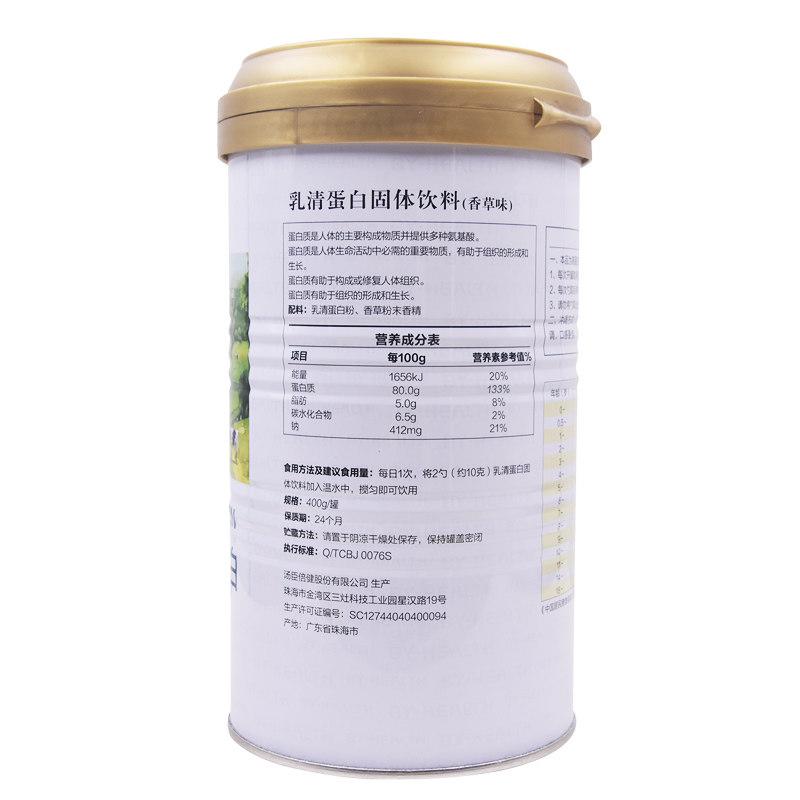 乳清蛋白固体饮料(香草味)
蛋白质是人体的主要构成物质并提供多种氨基酸。
蛋白质是人体生命活动中必需的重要物质，有助于组织的形成和
生长。
蛋白质有助于构成或修复人体组织。
蛋白质有助于组织的形成和生长。
配料：乳清蛋白粉、香草粉末香精
营养成分表
项目 每100g 营养素参考值%
能量 1656kJ 20%
蛋白质 80.0g 133%
脂肪 5.0g 8%
碳水化合物 6.5g 2%
钠 412mg 21%
食用方法及建议食用量：每日1次，将2勺（约10克）乳清蛋白固
体饮料加入温水中，搅匀即可饮用
规格：400g/罐
保质期：24个月
贮藏方法：请置于阴凉干燥处保存，保持罐盖密闭
执行标准：Q/TCBJ 0076S
汤臣倍健股份有限公司 生产
珠海市金湾区三灶科技工业园星汉路19号
生产许可证编号：SC12744040400094
产地：广东省珠海市
白
年龄